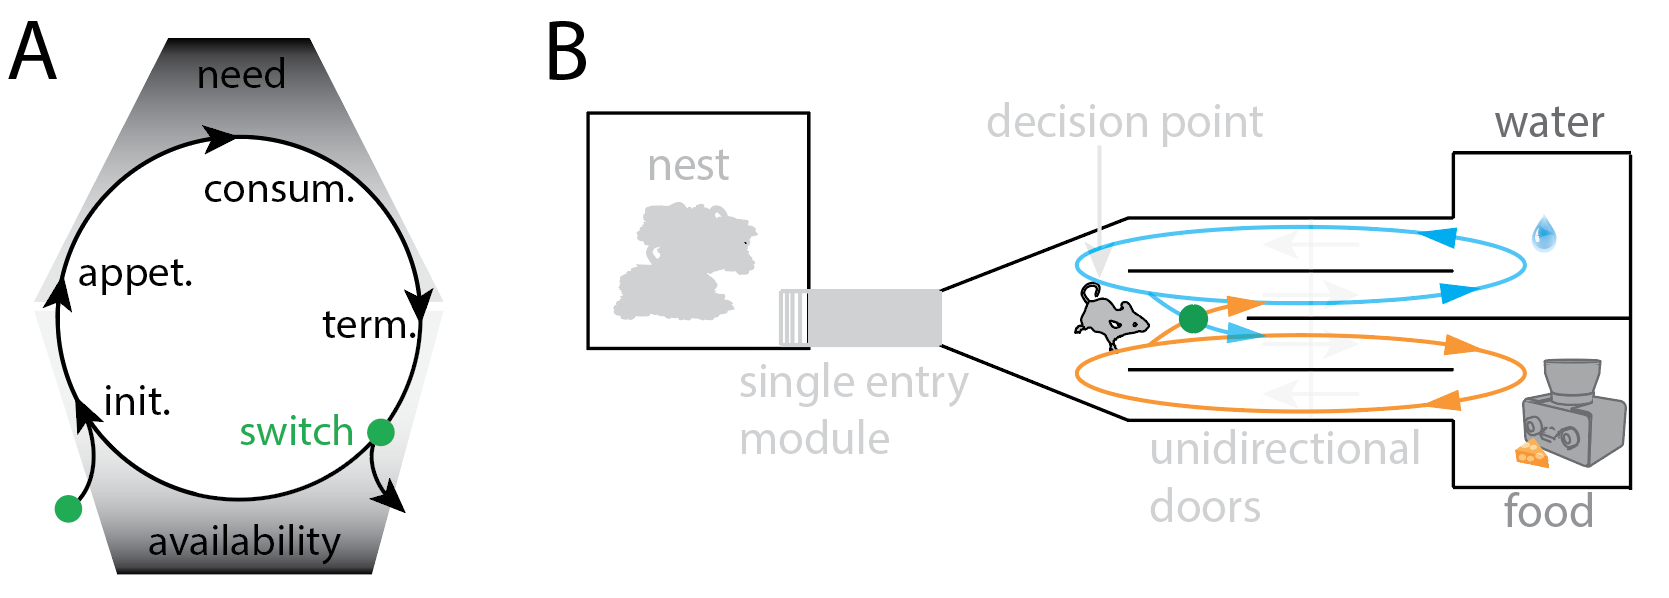 A
need
consum.
appet.
term.
init.
switch
availability
B
decision point
water
nest
single entry
module
unidirectional
doors
food